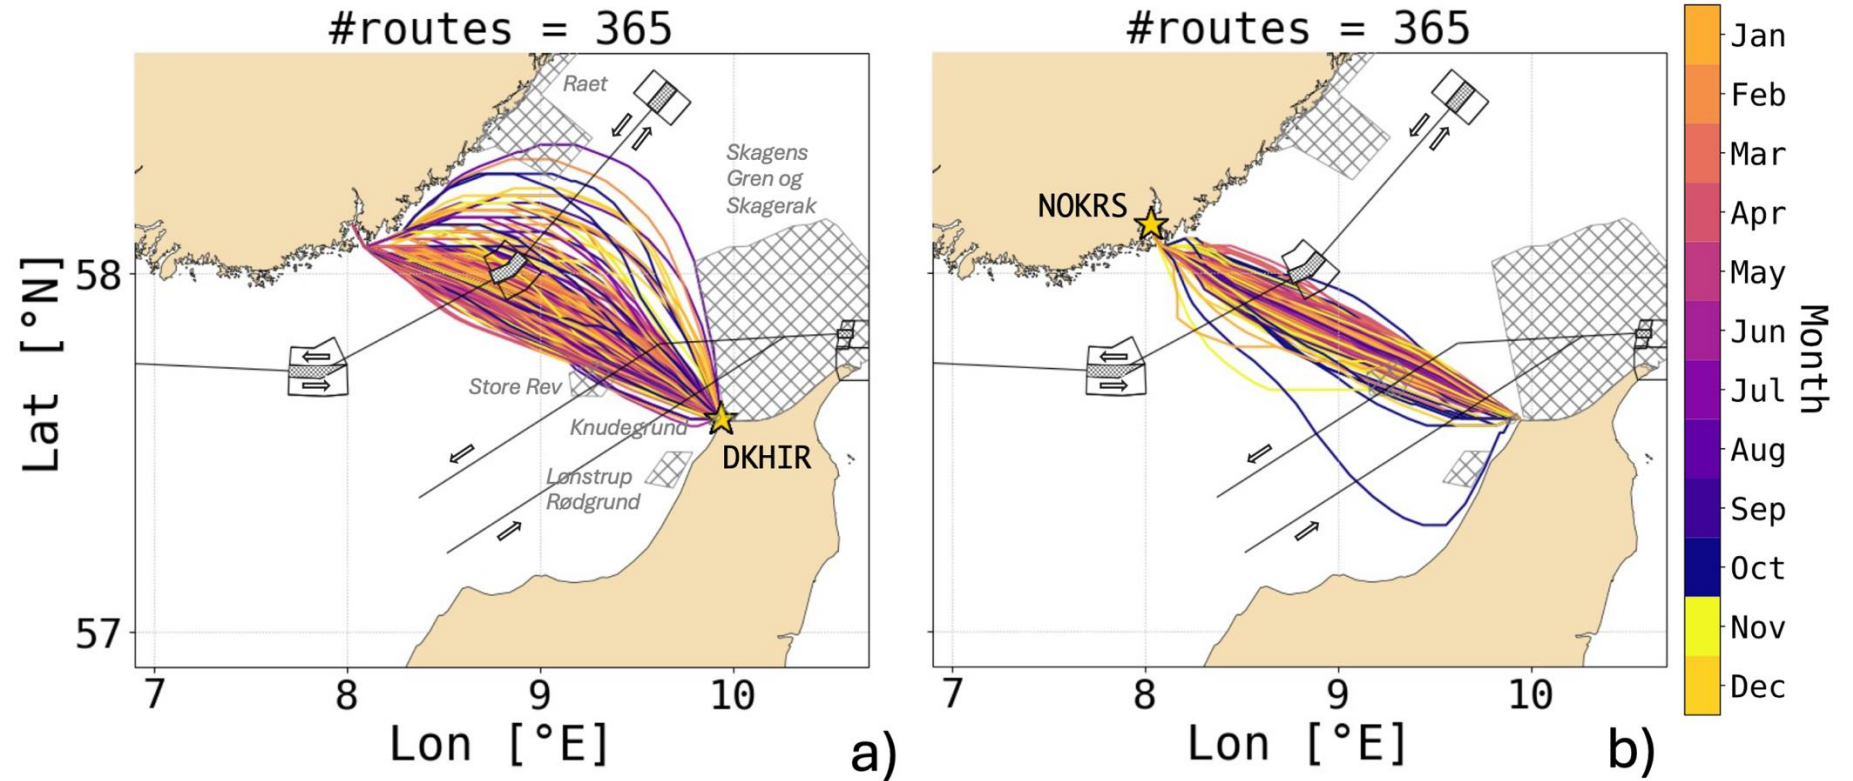 #routes = 365
Raet
Skagens
Gren og
Skagerak
Store Rev
Knudegrund
Lønstrup
Rødgrund
DKHIR
58
57
Lat [°N]
7 8 9 10
Lon [°E]
a)
#routes = 365
NOKRS
7 8 9 10
Lon [°E]
b)
Jan
Feb
Mar
Apr
May
Jun
Jul
Aug
Sep
Oct
Nov
Dec
Month